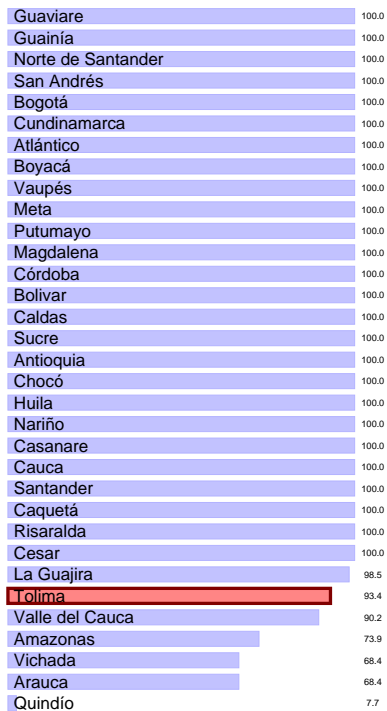 Guaviare 100.0
Guainía 100.0
Norte de Santander 100.0
San Andrés 100.0
Bogotá 100.0
Cundinamarca 100.0
Atlántico 100.0
Boyacá 100.0
Vaupés 100.0
Meta 100.0
Putumayo 100.0
Magdalena 100.0
Córdoba 100.0
Bolivar 100.0
Caldas 100.0
Sucre 100.0
Antioquia 100.0
Chocó 100.0
Huila 100.0
Nariño 100.0
Casanare 100.0
Cauca 100.0
Santander 100.0
Caquetá 100.0
Risaralda 100.0
Cesar 100.0
La Guajira 98.5
Tolima 93.4
Valle del Cauca 90.2
Amazonas 73.9
Vichada 68.4
Arauca 68.4
Quindío 7.7